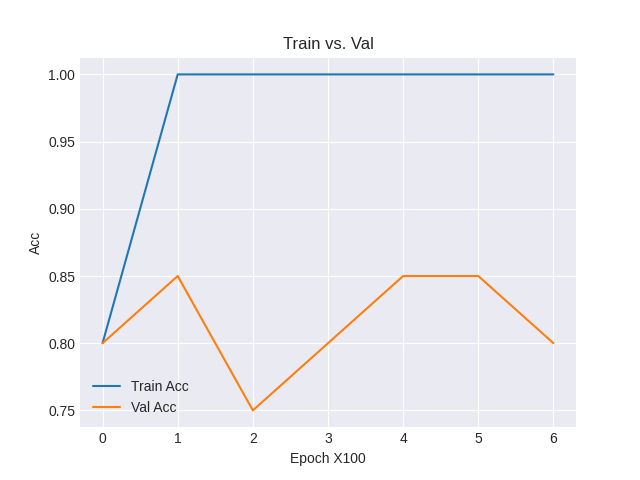 Train vs. Val
1.00
0.95
0.90
0.85
0.80
0.75
Acc
Train Acc
Val Acc
0 1 2 3 4 5 6
Epoch X100